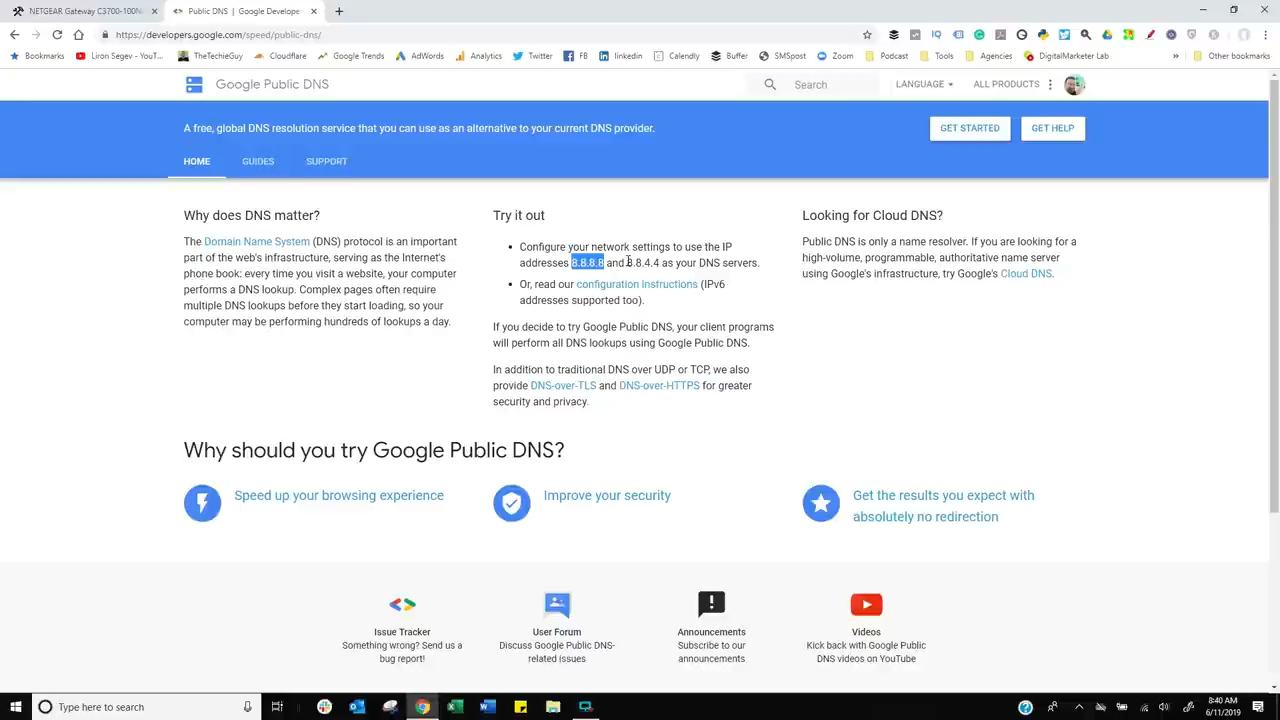 NETGEAR Gateway C3700-100N
Public DNS | Google Develope
https://developers.google.com/speed/public-dns/
Bookmarks
Liron Segev - YouT...
TheTechieGuy
Cloudflare
Google Trends
AdWords
Analytics
Twitter
FB
linkedin
Calendly
Buffer
SMSpost
Zoom
Podcast
Tools
Agencies
DigitalMarketer Lab
Other bookmarks
Google Public DNS
Search
LANGUAGE
ALL PRODUCTS
A free, global DNS resolution service that you can use as an alternative to your current DNS provider.
GET STARTED
GET HELP
HOME
GUIDES
SUPPORT
Why does DNS matter?
The Domain Name System (DNS) protocol is an important
part of the web's infrastructure, serving as the Internet's
phone book: every time you visit a website, your computer
performs a DNS lookup. Complex pages often require
multiple DNS lookups before they start loading, so your
computer may be performing hundreds of lookups a day.
Try it out
• Configure your network settings to use the IP
addresses 8.8.8.8 and 8.8.4.4 as your DNS servers.
• Or, read our configuration instructions (IPv6
addresses supported too).
If you decide to try Google Public DNS, your client programs
will perform all DNS lookups using Google Public DNS.
In addition to traditional DNS over UDP or TCP, we also
provide DNS-over-TLS and DNS-over-HTTPS for greater
security and privacy.
Looking for Cloud DNS?
Public DNS is only a name resolver. If you are looking for a
high-volume, programmable, authoritative name server
using Google's infrastructure, try Google's Cloud DNS.
Why should you try Google Public DNS?
Speed up your browsing experience
Improve your security
Get the results you expect with
absolutely no redirection
Issue Tracker
Something wrong? Send us a
bug report!
User Forum
Discuss Google Public DNS-
related issues
Announcements
Subscribe to our
announcements
Videos
Kick back with Google Public
DNS videos on YouTube
Type here to search
8:40 AM
6/11/2019